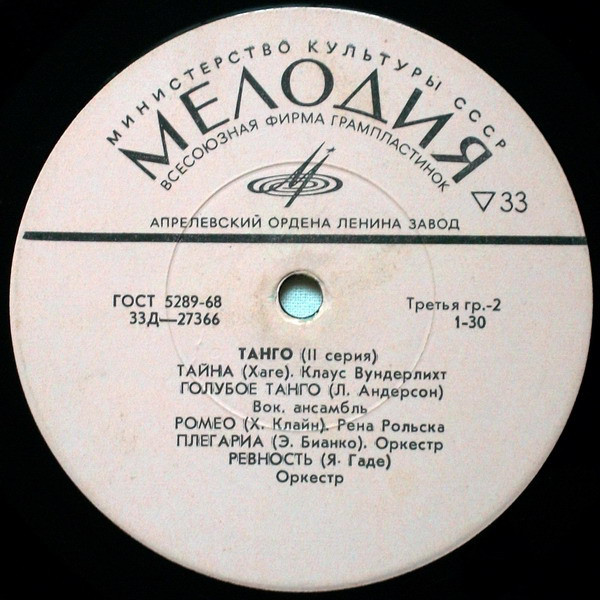 МИНИСТЕРСТВО КУЛЬТУРЫ СССР
МЕЛОДИЯ
ВСЕСОЮЗНАЯ ФИРМА ГРАМПЛАСТИНОК
▽33
АПРЕЛЕВСКИЙ ОРДЕНА ЛЕНИНА ЗАВОД
ГОСТ 5289-68
Третья гр.-2
33Д—27366
1-30
ТАНГО (II серия)
ТАЙНА (Хаге). Клаус Вундерлихт
ГОЛУБОЕ ТАНГО (Л. Андерсон)
Вок. ансамбль
РОМЕО (Х. Клайн). Рена Рольска
ПЛЕГАРИА (Э. Бианко). Оркестр
РЕВНОСТЬ (Я. Гаде)
Оркестр